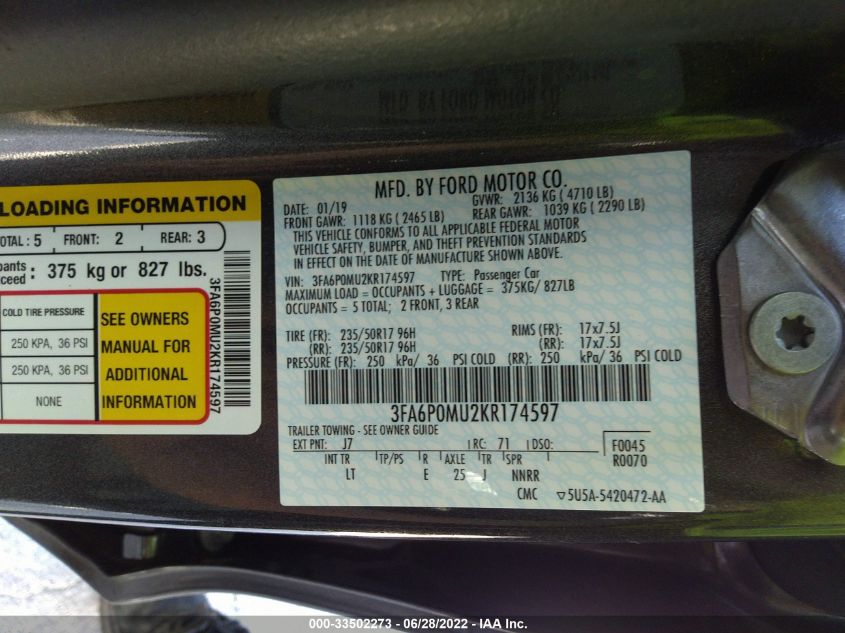 LOADING INFORMATION
TOTAL: 5 FRONT: 2 REAR: 3
375 kg or 827 lbs.
COLD TIRE PRESSURE
250 KPA, 36 PSI
250 KPA, 36 PSI
NONE
SEE OWNERS
MANUAL FOR
ADDITIONAL
INFORMATION
3FA6P0MU2KR174597
MFD. BY FORD MOTOR CO.
DATE: 01/19 GVWR: 2136 KG ( 4710 LB)
FRONT GAWR: 1118 KG ( 2465 LB) REAR GAWR: 1039 KG ( 2290 LB)
THIS VEHICLE CONFORMS TO ALL APPLICABLE FEDERAL MOTOR
VEHICLE SAFETY, BUMPER, AND THEFT PREVENTION STANDARDS
IN EFFECT ON THE DATE OF MANUFACTURE SHOWN ABOVE.
VIN: 3FA6P0MU2KR174597 TYPE: Passenger Car
MAXIMUM LOAD = OCCUPANTS + LUGGAGE = 375KG/ 827LB
OCCUPANTS = 5 TOTAL; 2 FRONT, 3 REAR
TIRE (FR): 235/50R17 96H RIMS (FR): 17x7.5J
(RR): 235/50R17 96H (RR): 17x7.5J
PRESSURE (FR): 250 kPa/ 36 PSI COLD (RR): 250 kPa/ 36 PSI COLD
3FA6P0MU2KR174597
TRAILER TOWING - SEE OWNER GUIDE
EXT PNT: J7 RC: 71 DSO: F0045
R0070
INT TR TP/PS R AXLE TR SPR
LT E 25 J NNRR
CMC ▽5U5A-5420472-AA
000-33502273 - 06/28/2022 - IAA Inc.